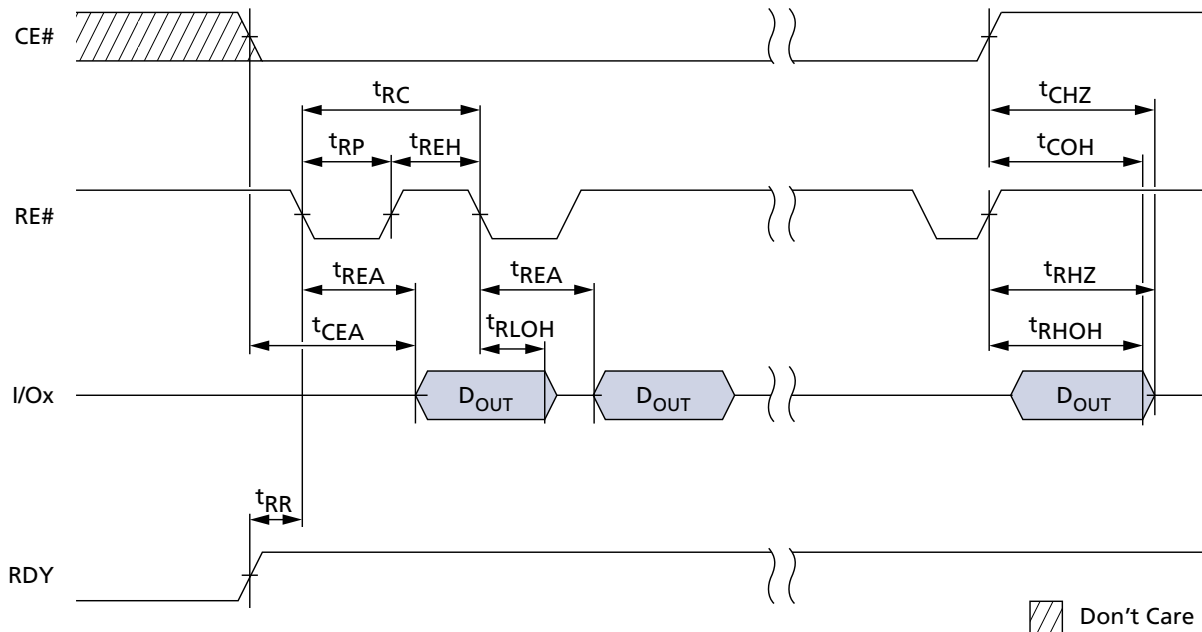 CE#
tRC
tCHZ
tRP
tREH
tCOH
RE#
tREA
tREA
tRHZ
tCEA
tRLOH
tRHOH
I/Ox
DOUT
DOUT
DOUT
tRR
RDY
Don't Care